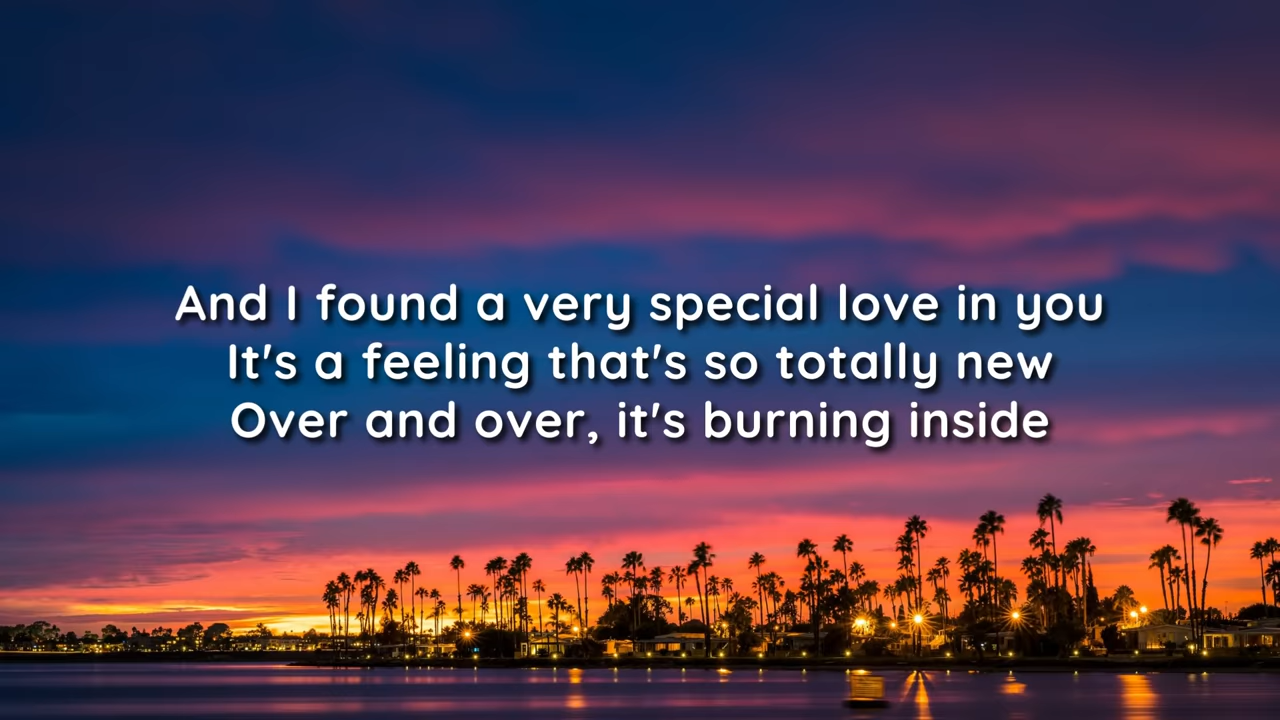 And I found a very special love in you
It's a feeling that's so totally new
Over and over, it's burning inside